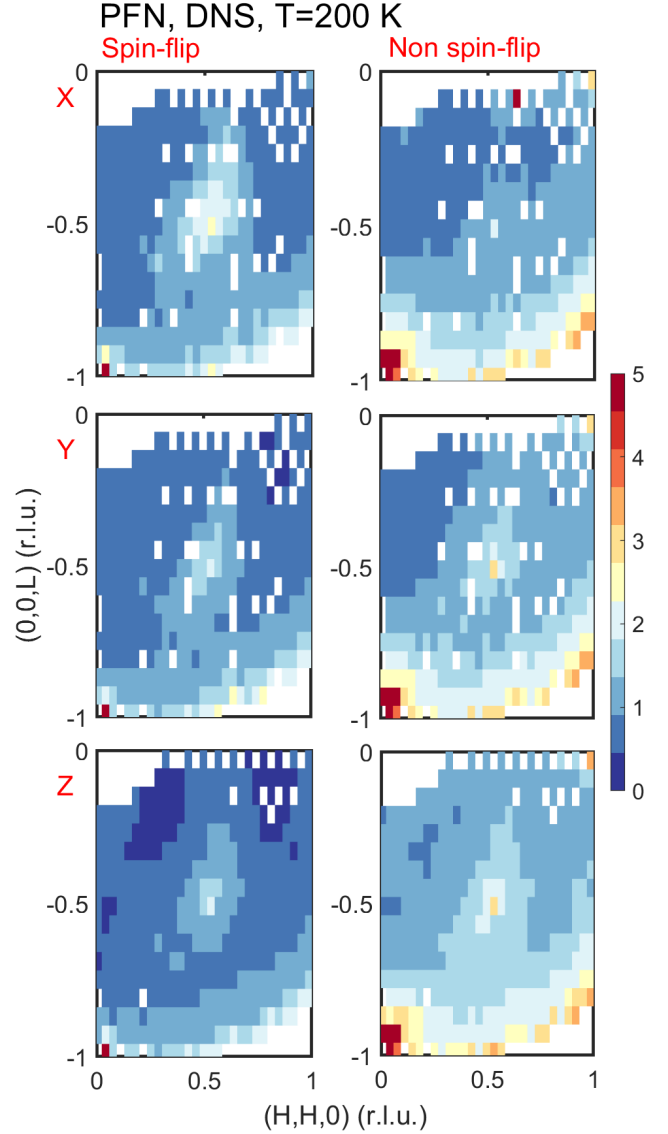 PFN, DNS, T=200 K
Spin-flip Non spin-flip
X
0 0
-0.5 -0.5
-1 -1
Y
0 0
-0.5 -0.5
-1 -1
Z
0 0
-0.5 -0.5
-1 -1
0 0.5 1 0 0.5 1
(H,H,0) (r.l.u.)
(0,0,L) (r.l.u.)
5
4
3
2
1
0